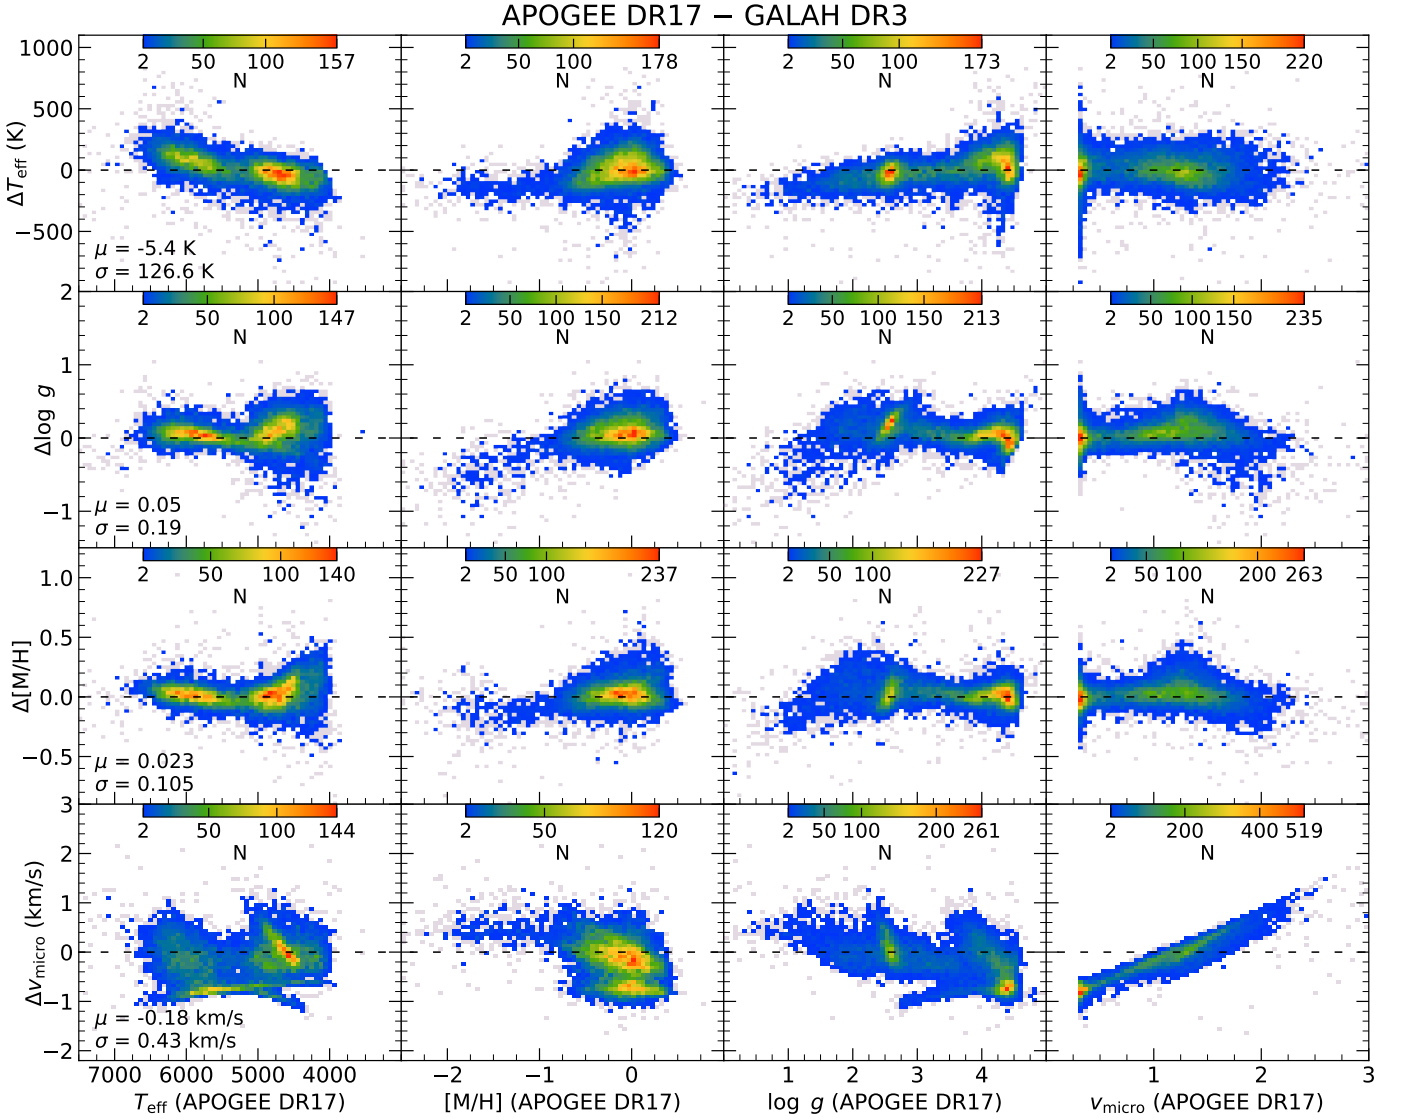 APOGEE DR17 − GALAH DR3
2 50 100 157
N
2 50 100 178
N
2 50 100 173
N
2 50 100 150 220
N
1000
500
0
−500
ΔT_eff (K)
μ = -5.4 K
σ = 126.6 K
2 50 100 147
N
2 50 100 150 212
N
2 50 100 150 213
N
2 50 100 150 235
N
2
1
0
−1
Δlog g
μ = 0.05
σ = 0.19
2 50 100 140
N
2 50 100 237
N
2 50 100 227
N
2 50 100 200 263
N
1.0
0.5
0.0
−0.5
Δ[M/H]
μ = 0.023
σ = 0.105
2 50 100 144
N
2 50 120
N
2 50 100 200 261
N
2 200 400 519
N
3
2
1
0
−1
−2
Δv_micro (km/s)
μ = -0.18 km/s
σ = 0.43 km/s
7000 6000 5000 4000
−2 −1 0
1 2 3 4
1 2 3
T_eff (APOGEE DR17)
[M/H] (APOGEE DR17)
log g (APOGEE DR17)
v_micro (APOGEE DR17)